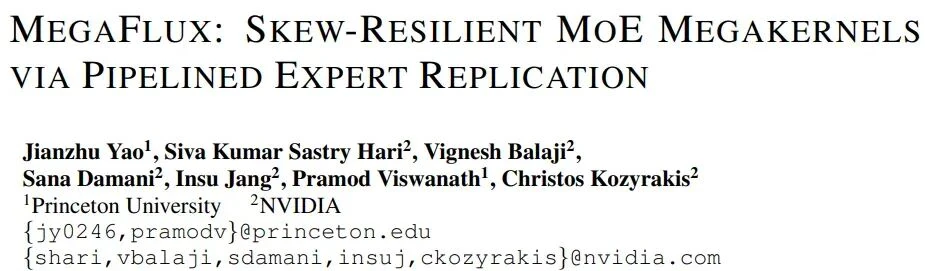 MEGAFLUX: SKEW-RESILIENT MOE MEGAKERNELS
VIA PIPELINED EXPERT REPLICATION
Jianzhu Yao¹, Siva Kumar Sastry Hari², Vignesh Balaji²,
Sana Damani², Insu Jang², Pramod Viswanath¹, Christos Kozyrakis²
¹Princeton University ²NVIDIA
{jy0246,pramodv}@princeton.edu
{shari,vbalaji,sdamani,insuj,ckozyrakis}@nvidia.com